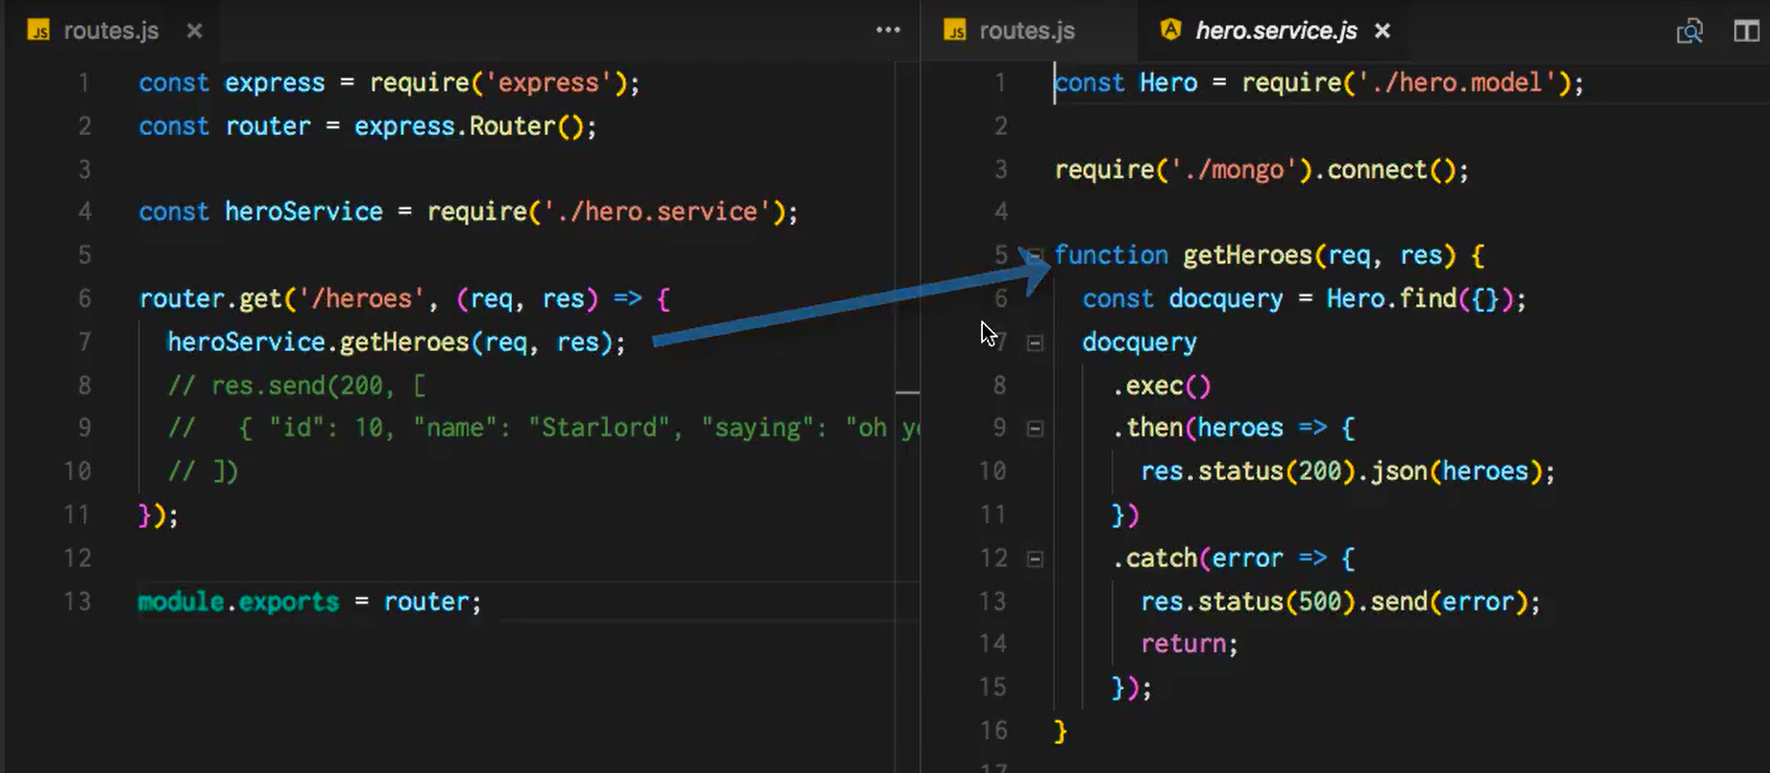 routes.js
1 const express = require('express');
2 const router = express.Router();
3
4 const heroService = require('./hero.service');
5
6 router.get('/heroes', (req, res) => {
7 heroService.getHeroes(req, res);
8 // res.send(200, [
9 // { "id": 10, "name": "Starlord", "saying": "oh
10 // ])
11 });
12
13 module.exports = router;
routes.js hero.service.js
1 const Hero = require('./hero.model');
2
3 require('./mongo').connect();
4
5 function getHeroes(req, res) {
6 const docquery = Hero.find({});
7 docquery
8 .exec()
9 .then(heroes => {
10 res.status(200).json(heroes);
11 })
12 .catch(error => {
13 res.status(500).send(error);
14 return;
15 });
16 }
17